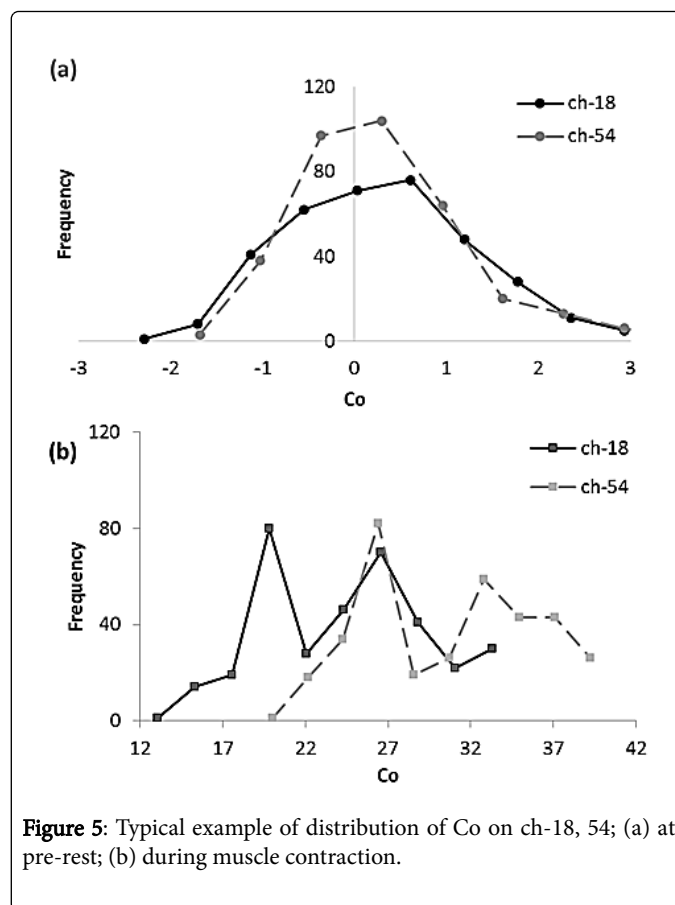 (a)
120
80
40
0
Frequency
ch-18
ch-54
-3 -2 -1 0 1 2 3
Co
(b)
120
80
40
0
Frequency
ch-18
ch-54
12 17 22 27 32 37 42
Co
Figure 5: Typical example of distribution of Co on ch-18, 54; (a) at
pre-rest; (b) during muscle contraction.